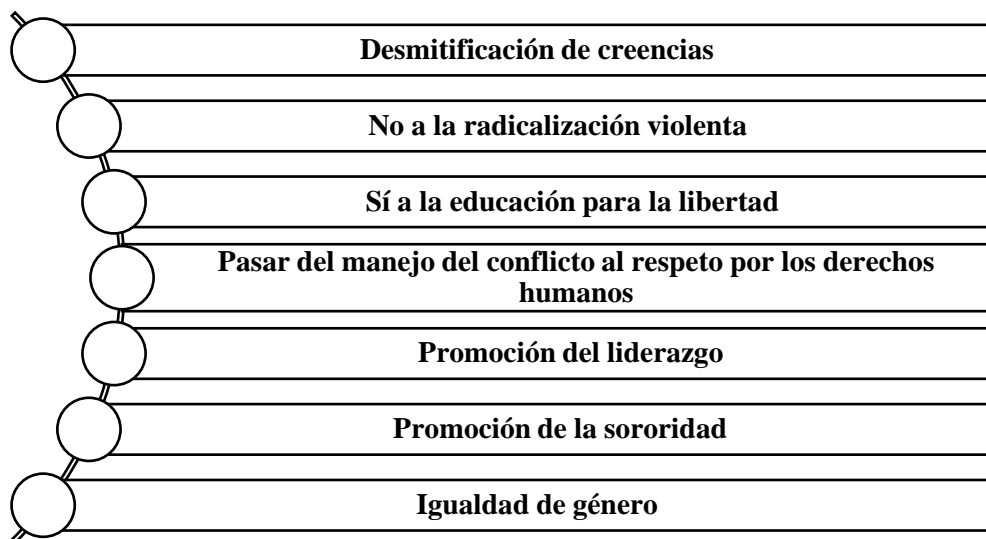 Desmitificación de creencias
No a la radicalización violenta
Sí a la educación para la libertad
Pasar del manejo del conflicto al respeto por los derechos
humanos
Promoción del liderazgo
Promoción de la sororidad
Igualdad de género